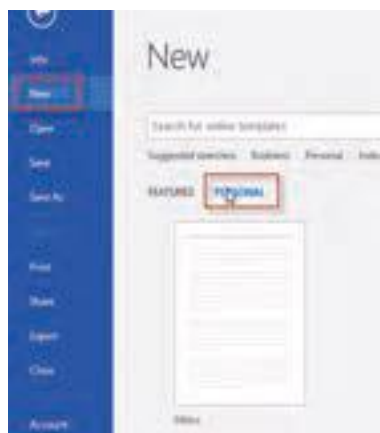 Info
New
Open
Save
Save As
Print
Share
Export
Close
Account
New
Search for online templates
Suggested searches Business Personal
FEATURED PERSONAL